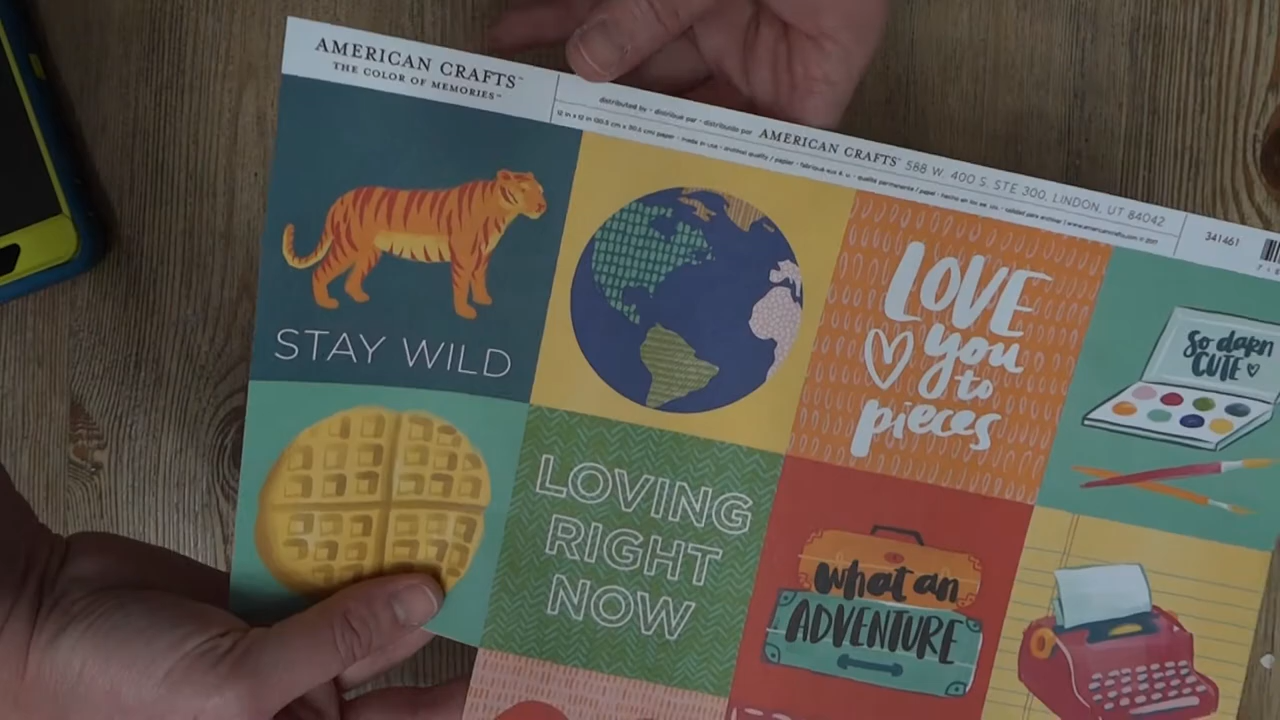 AMERICAN CRAFTS™
THE COLOR OF MEMORIES™
distributed by • distribué par • distribuido por AMERICAN CRAFTS™ 588 W. 400 S. STE 300, LINDON, UT 84042
341461
STAY WILD
LOVE
you
to
pieces
so darn
CUTE
LOVING
RIGHT
NOW
what an
ADVENTURE